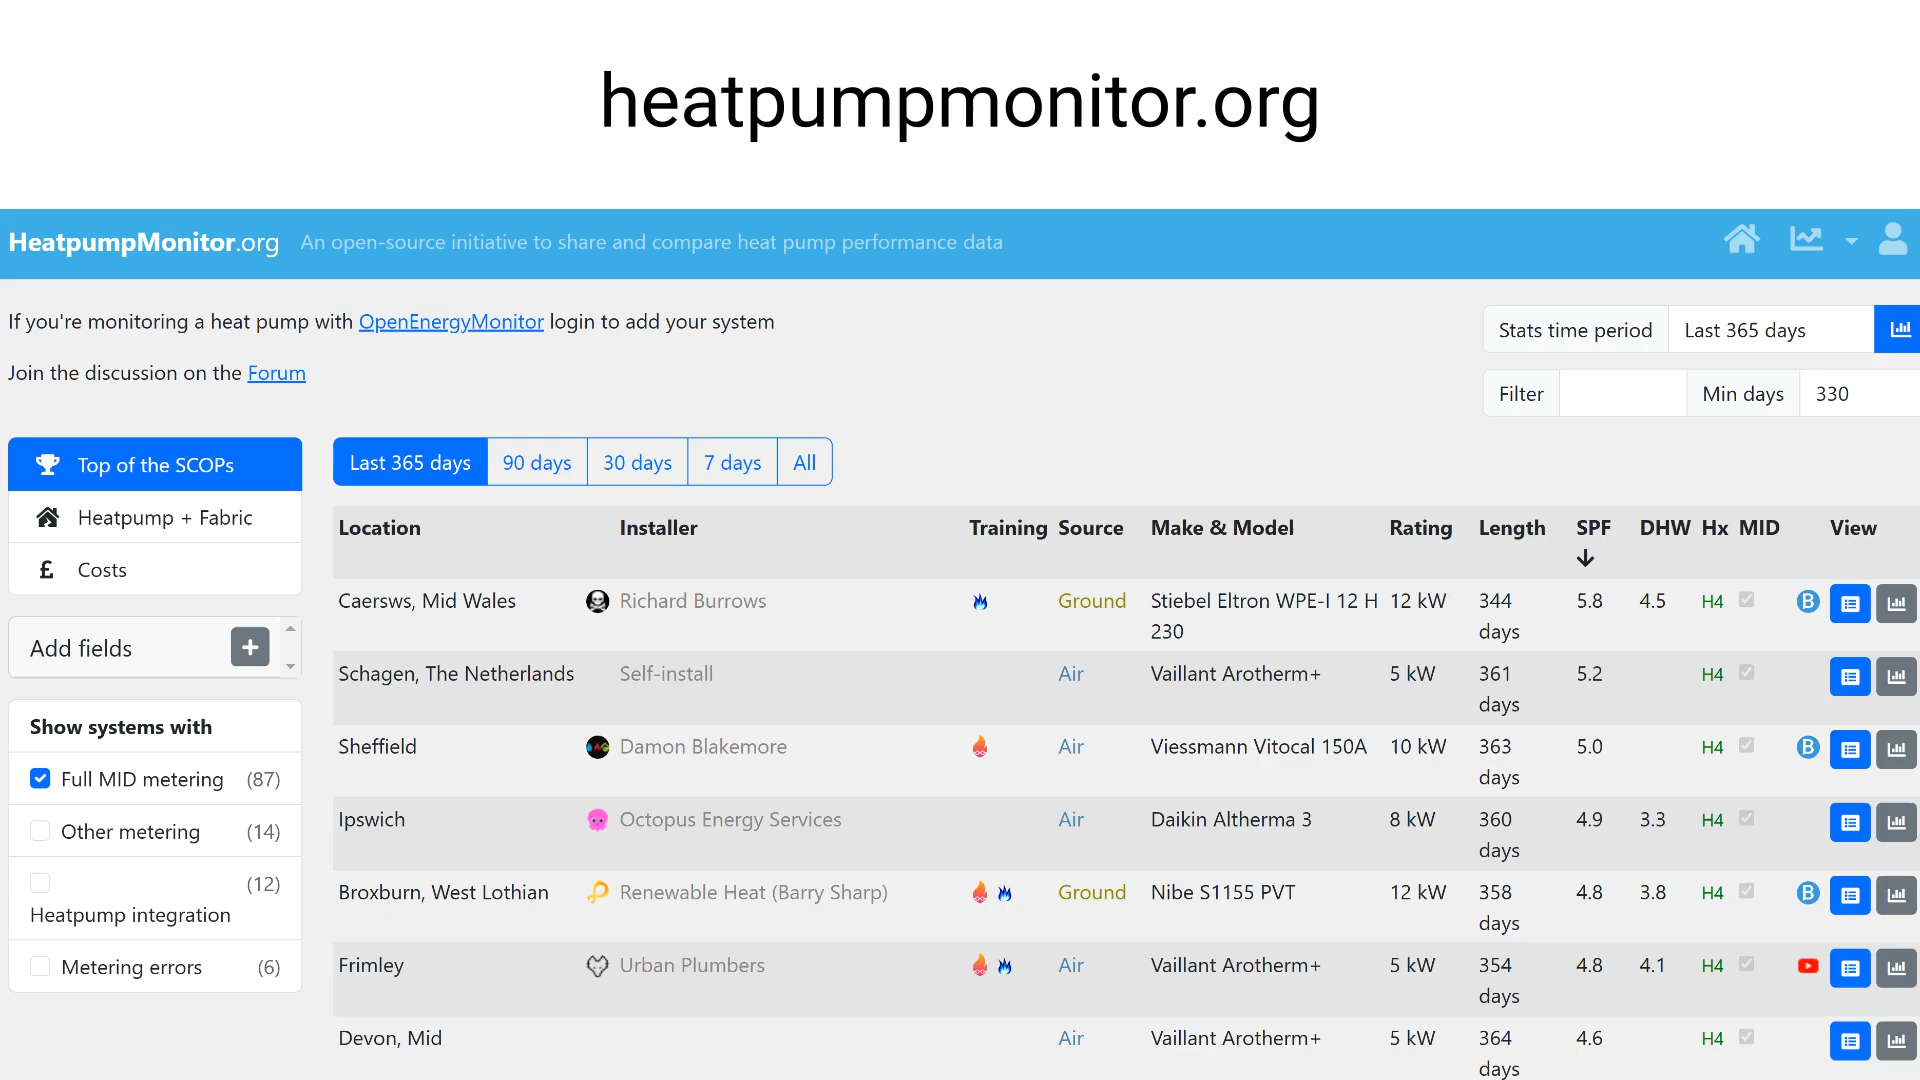 heatpumpmonitor.org
HeatpumpMonitor.org An open-source initiative to share and compare heat pump performance data
If you're monitoring a heat pump with OpenEnergyMonitor login to add your system
Stats time period Last 365 days
Join the discussion on the Forum
Filter Min days 330
Top of the SCOPs
Heatpump + Fabric
£ Costs
Add fields +
Show systems with
Full MID metering (87)
Other metering (14)
(12)
Heatpump integration
Metering errors (6)
Last 365 days 90 days 30 days 7 days All
Location Installer Training Source Make & Model Rating Length SPF DHW Hx MID View
Caersws, Mid Wales Richard Burrows Ground Stiebel Eltron WPE-I 12 H 12 kW 344 5.8 4.5 H4 B
230 days
Schagen, The Netherlands Self-install Air Vaillant Arotherm+ 5 kW 361 5.2 H4
days
Sheffield Damon Blakemore Air Viessmann Vitocal 150A 10 kW 363 5.0 H4 B
days
Ipswich Octopus Energy Services Air Daikin Altherma 3 8 kW 360 4.9 3.3 H4
days
Broxburn, West Lothian Renewable Heat (Barry Sharp) Ground Nibe S1155 PVT 12 kW 358 4.8 3.8 H4 B
days
Frimley Urban Plumbers Air Vaillant Arotherm+ 5 kW 354 4.8 4.1 H4
days
Devon, Mid Air Vaillant Arotherm+ 5 kW 364 4.6 H4
days